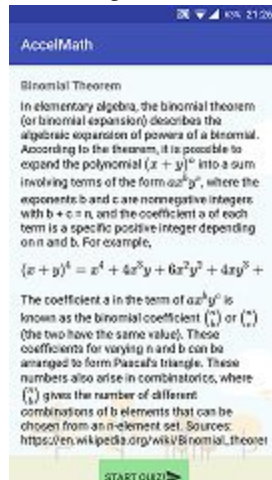 63% 21:26
AccelMath
Binomial Theorem
In elementary algebra, the binomial theorem
(or binomial expansion) describes the
algebraic expansion of powers of a binomial.
According to the theorem, it is possible to
expand the polynomial (x + y)ⁿ into a sum
involving terms of the form axᵇyᶜ, where the
exponents b and c are nonnegative integers
with b + c = n, and the coefficient a of each
term is a specific positive integer depending
on n and b. For example,
(x + y)⁴ = x⁴ + 4x³y + 6x²y² + 4xy³ +
The coefficient a in the term of axᵇyᶜ is
known as the binomial coefficient (n b) or (n c)
(the two have the same value). These
coefficients for varying n and b can be
arranged to form Pascal's triangle. These
numbers also arise in combinatorics, where
(n b) gives the number of different
combinations of b elements that can be
chosen from an n-element set. Sources:
https://en.wikipedia.org/wiki/Binomial_theorer
START QUIZ!